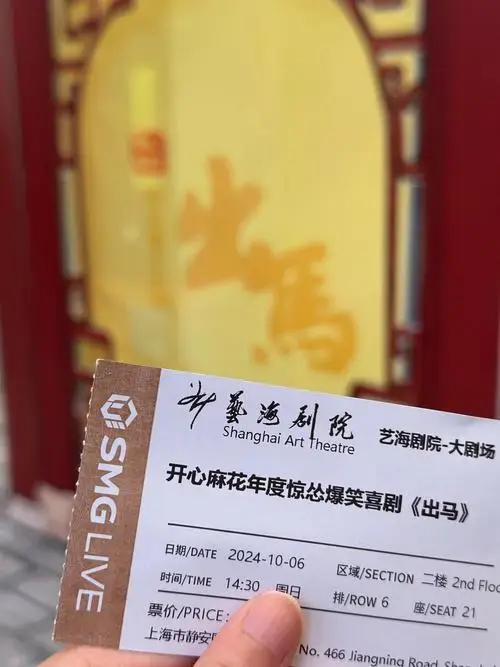 出馬
SMG LIVE
艺海剧院
Shanghai Art Theatre
艺海剧院-大剧场
开心麻花年度惊怂爆笑喜剧《出马》
日期/DATE 2024-10-06
区域/SECTION 二楼 2nd Floo
时间/TIME 14:30 周日
排/ROW 6 座/SEAT 21
票价/PRICE:
上海市静安
No. 466 Jiangning Road,